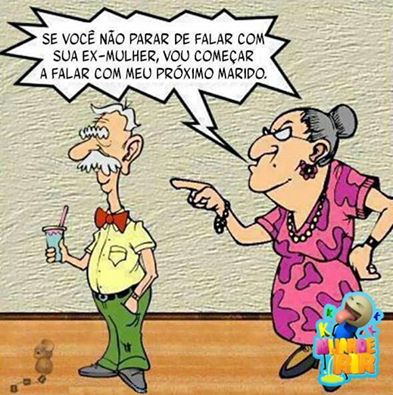 SE VOCÊ NÃO PARAR DE FALAR COM
SUA EX-MULHER, VOU COMEÇAR
A FALAR COM MEU PRÓXIMO MARIDO.